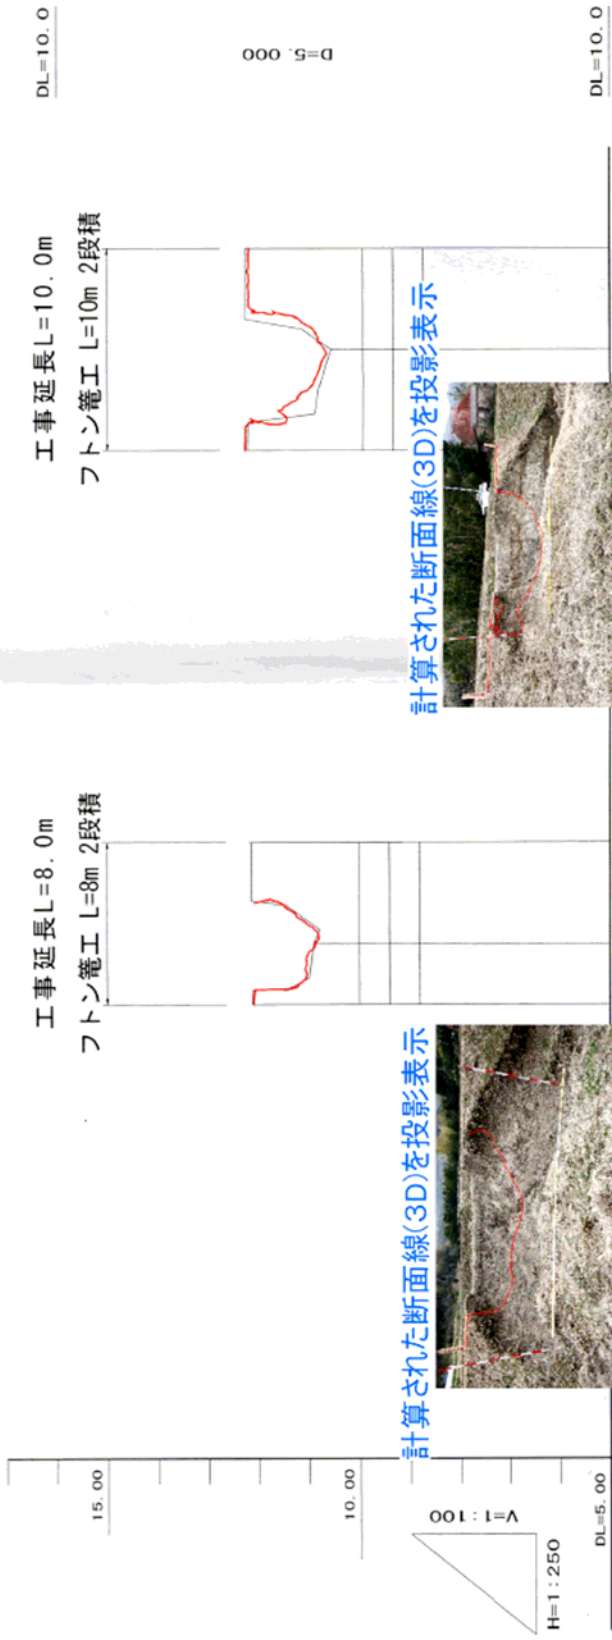 工事延長L=8.0m
フトン篭工 L=8m 2段積
工事延長L=10.0m
フトン篭工 L=10m 2段積
DL=10.0
D=5.000
DL=10.0
15.00
10.00
計算された断面線(3D)を投影表示
計算された断面線(3D)を投影表示
V=1:100
H=1:250
DL=5.00